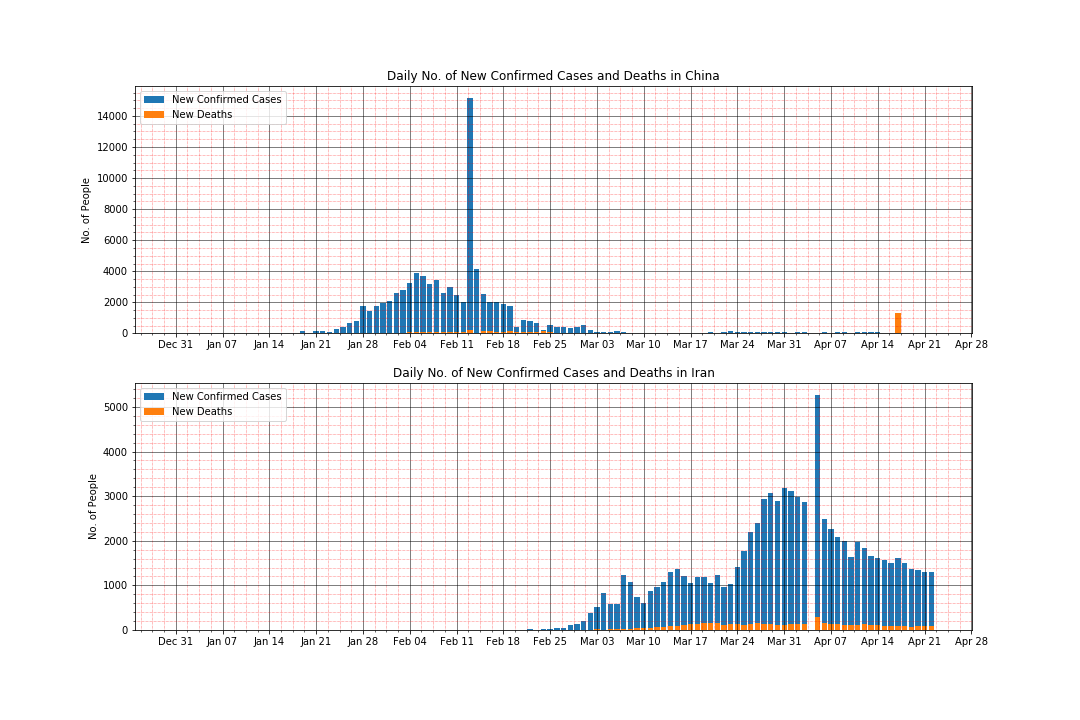 Daily No. of New Confirmed Cases and Deaths in China
New Confirmed Cases
New Deaths
No. of People
14000
12000
10000
8000
6000
4000
2000
0
Dec 31 Jan 07 Jan 14 Jan 21 Jan 28 Feb 04 Feb 11 Feb 18 Feb 25 Mar 03 Mar 10 Mar 17 Mar 24 Mar 31 Apr 07 Apr 14 Apr 21 Apr 28
Daily No. of New Confirmed Cases and Deaths in Iran
New Confirmed Cases
New Deaths
No. of People
5000
4000
3000
2000
1000
0
Dec 31 Jan 07 Jan 14 Jan 21 Jan 28 Feb 04 Feb 11 Feb 18 Feb 25 Mar 03 Mar 10 Mar 17 Mar 24 Mar 31 Apr 07 Apr 14 Apr 21 Apr 28